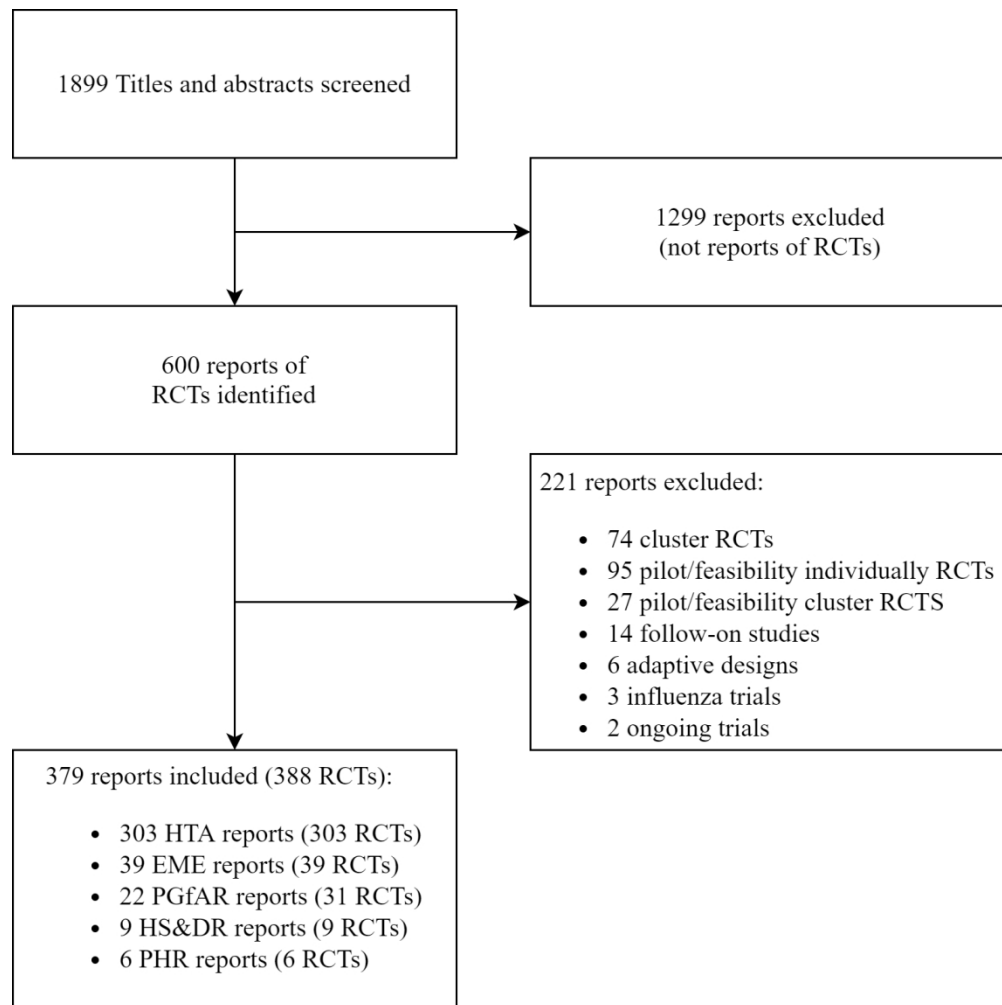 1899 Titles and abstracts screened
1299 reports excluded
(not reports of RCTs)
600 reports of
RCTs identified
221 reports excluded:
• 74 cluster RCTs
• 95 pilot/feasibility individually RCTs
• 27 pilot/feasibility cluster RCTS
• 14 follow-on studies
• 6 adaptive designs
• 3 influenza trials
• 2 ongoing trials
379 reports included (388 RCTs):
• 303 HTA reports (303 RCTs)
• 39 EME reports (39 RCTs)
• 22 PGfAR reports (31 RCTs)
• 9 HS&DR reports (9 RCTs)
• 6 PHR reports (6 RCTs)